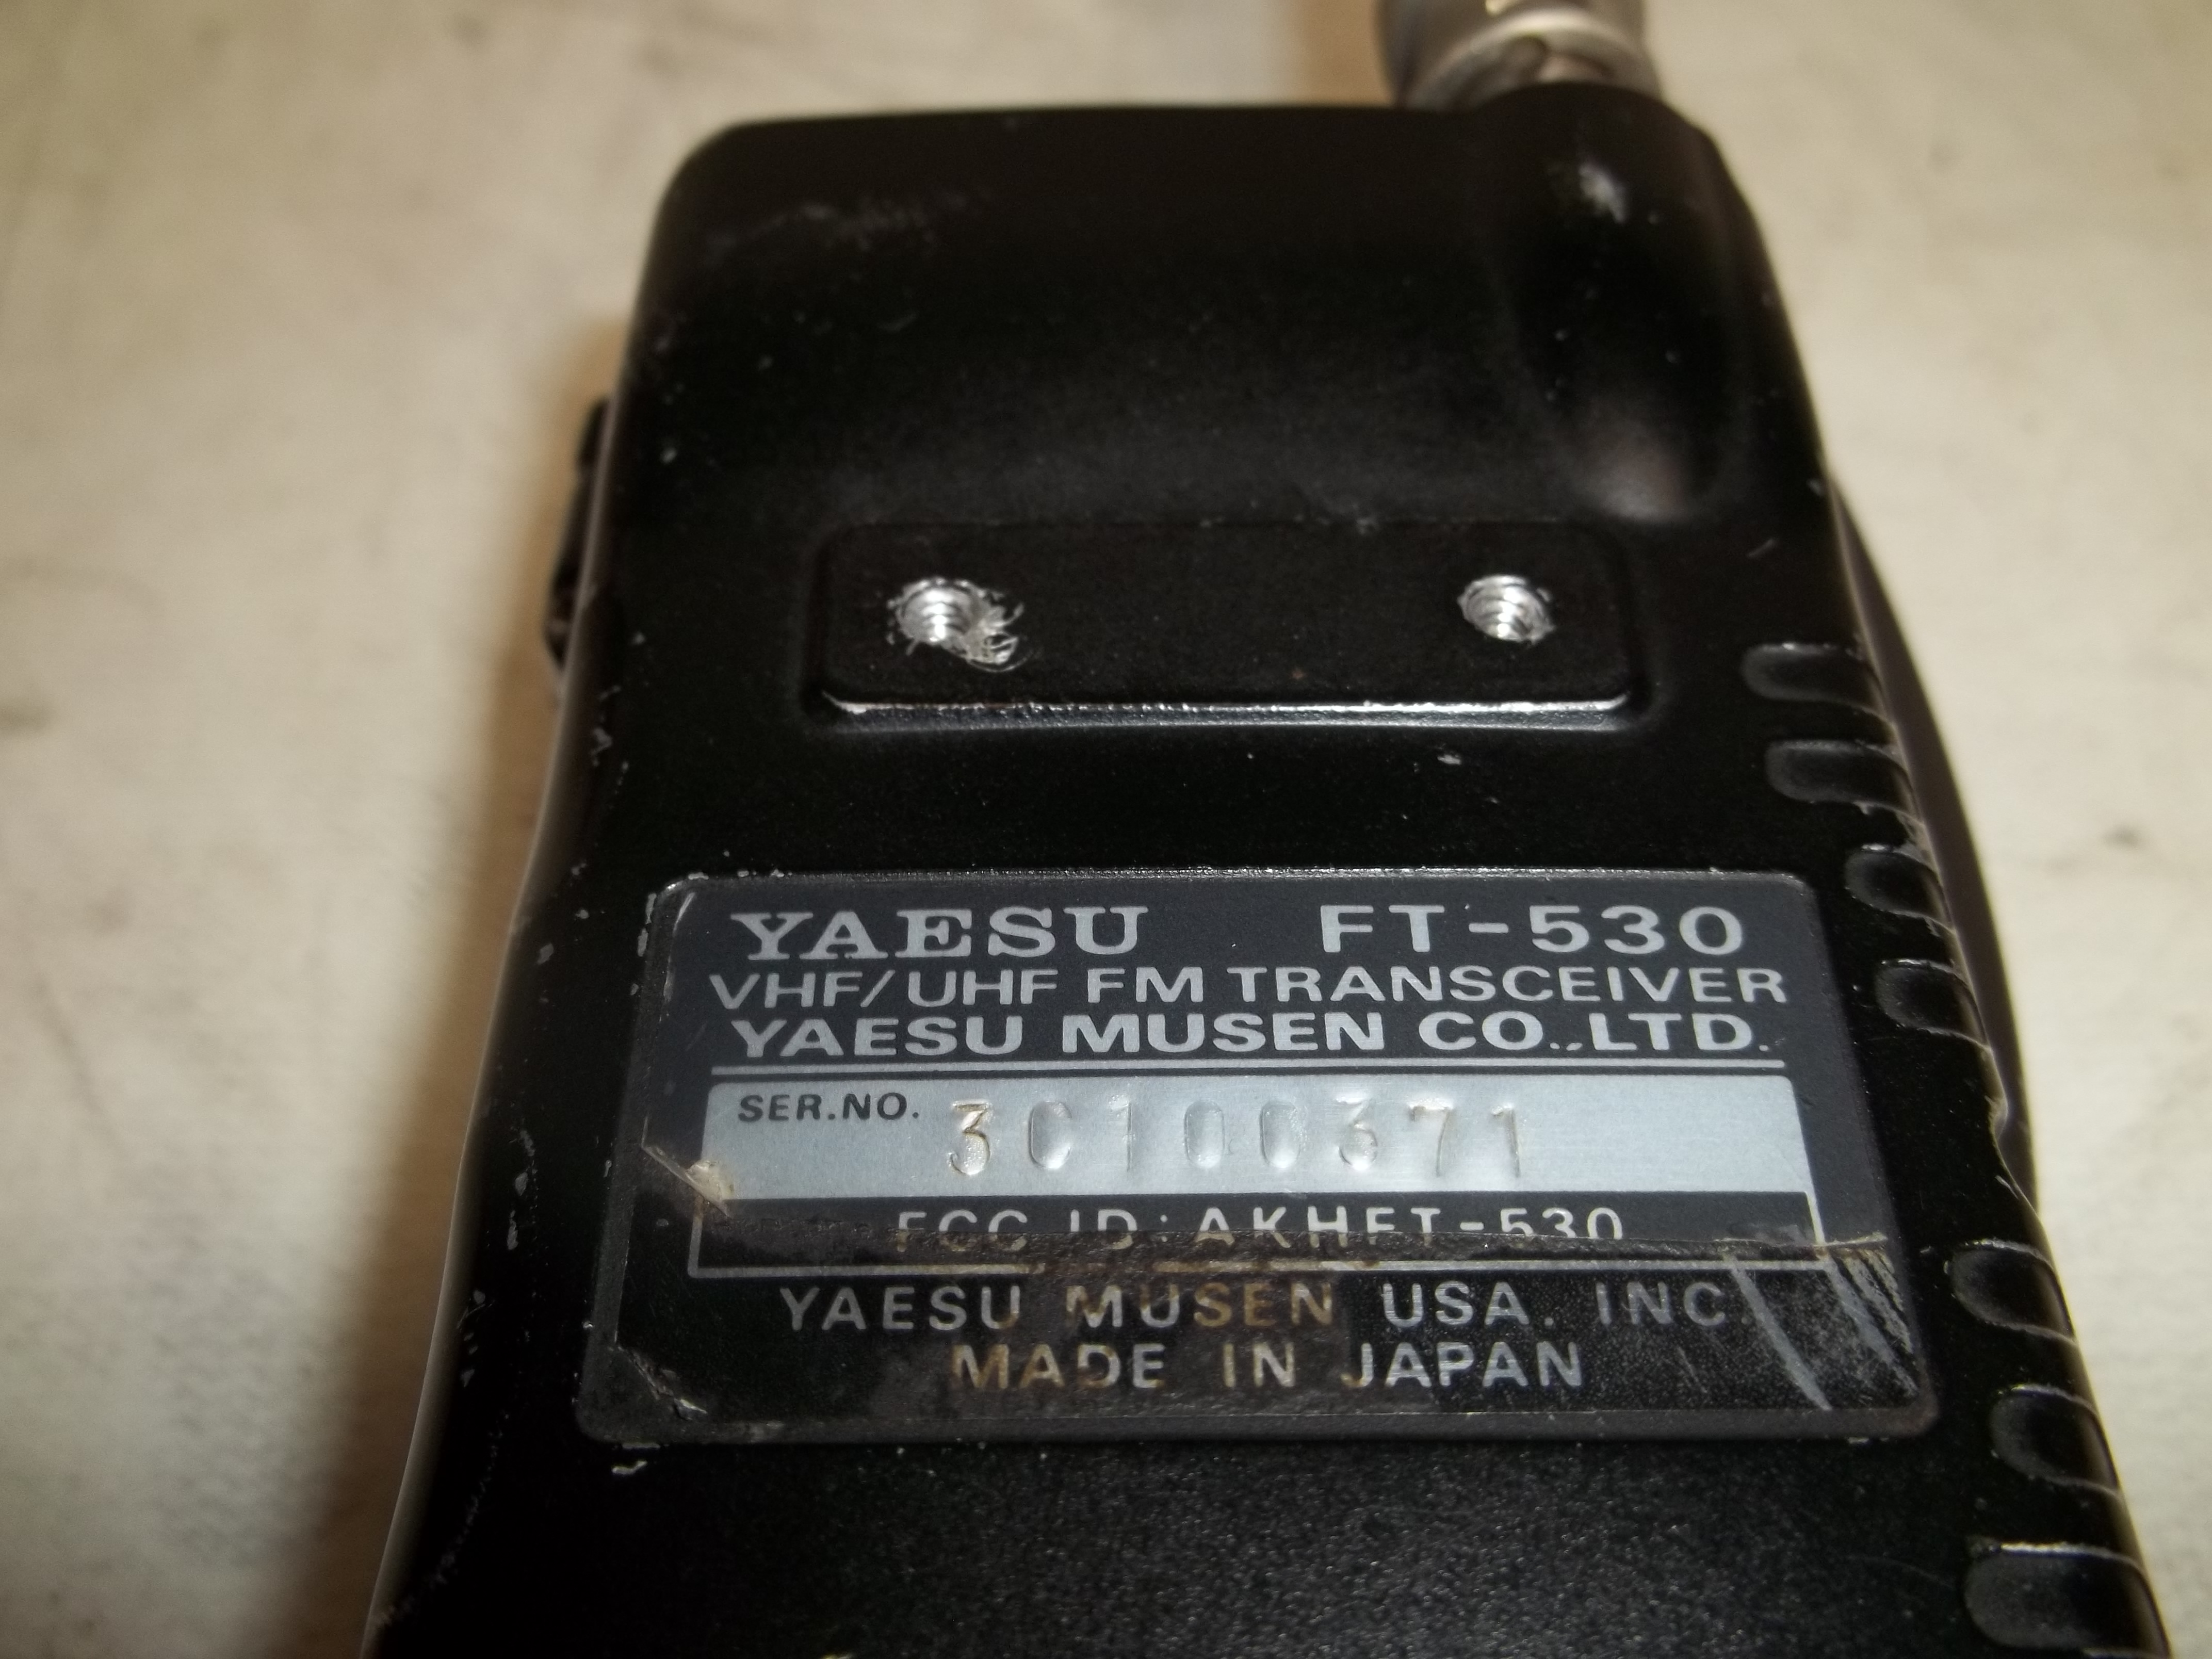 YAESU FT-530
VHF/UHF FM TRANSCEIVER
YAESU MUSEN CO.,LTD.
SER.NO. 3C100371
FCC ID: AKHFT-530
YAESU MUSEN USA. INC.
MADE IN JAPAN